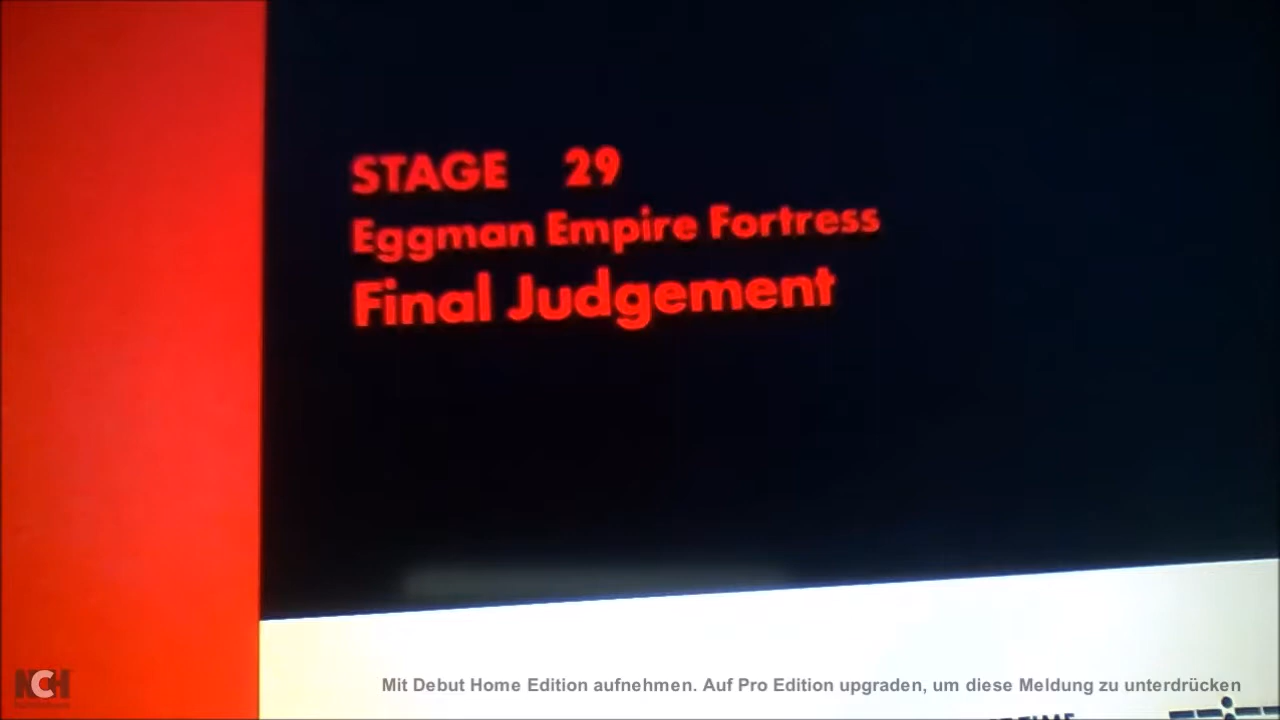 STAGE 29
Eggman Empire Fortress
Final Judgement
NCH
Mit Debut Home Edition aufnehmen. Auf Pro Edition upgraden, um diese Meldung zu unterdrücken
TIME